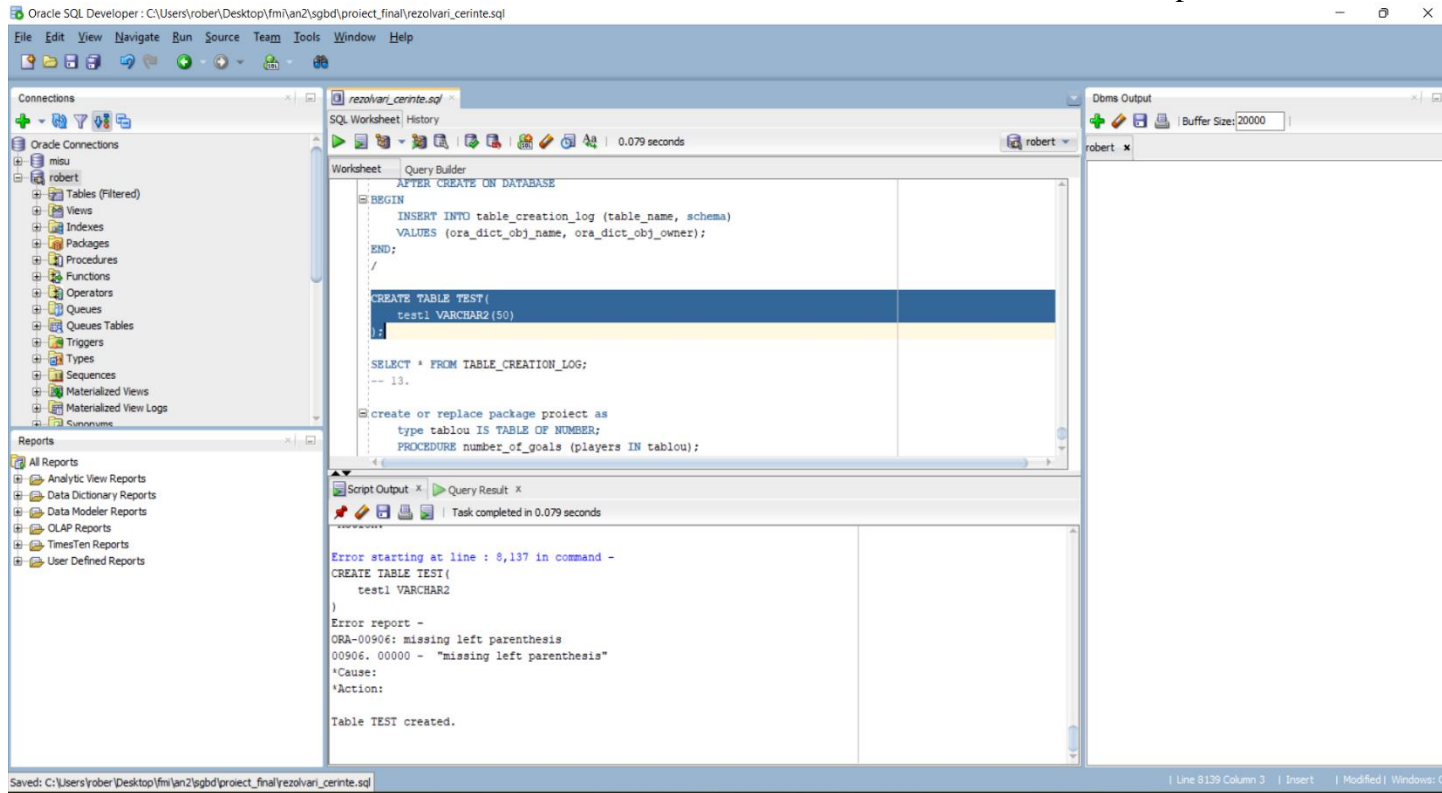 Oracle SQL Developer : C:\Users\rober\Desktop\fmi\an2\sgbd\proiect_final\rezolvari_cerinte.sql
File Edit View Navigate Run Source Team Tools Window Help
Connections
Oracle Connections
misu
robert
Tables (Filtered)
Views
Indexes
Packages
Procedures
Functions
Operators
Queues
Queues Tables
Triggers
Types
Sequences
Materialized Views
Materialized View Logs
Synonyms
Reports
All Reports
Analytic View Reports
Data Dictionary Reports
Data Modeler Reports
OLAP Reports
TimesTen Reports
User Defined Reports
rezolvari_cerinte.sql
SQL Worksheet History
0.079 seconds
robert
Worksheet Query Builder
AFTER CREATE ON DATABASE
BEGIN
INSERT INTO table_creation_log (table_name, schema)
VALUES (ora_dict_obj_name, ora_dict_obj_owner);
END;
/
CREATE TABLE TEST(
test1 VARCHAR2(50)
);
SELECT * FROM TABLE_CREATION_LOG;
-- 13.
create or replace package proiect as
type tablou IS TABLE OF NUMBER;
PROCEDURE number_of_goals (players IN tablou);
Script Output Query Result
Task completed in 0.079 seconds
Error starting at line : 8,137 in command -
CREATE TABLE TEST(
test1 VARCHAR2
)
Error report -
ORA-00906: missing left parenthesis
00906. 00000 - "missing left parenthesis"
*Cause:
*Action:
Table TEST created.
Dbms Output
Buffer Size: 20000
robert
Saved: C:\Users\rober\Desktop\fmi\an2\sgbd\proiect_final\rezolvari_cerinte.sql
Line 8139 Column 3 | Insert | Modified | Windows: C